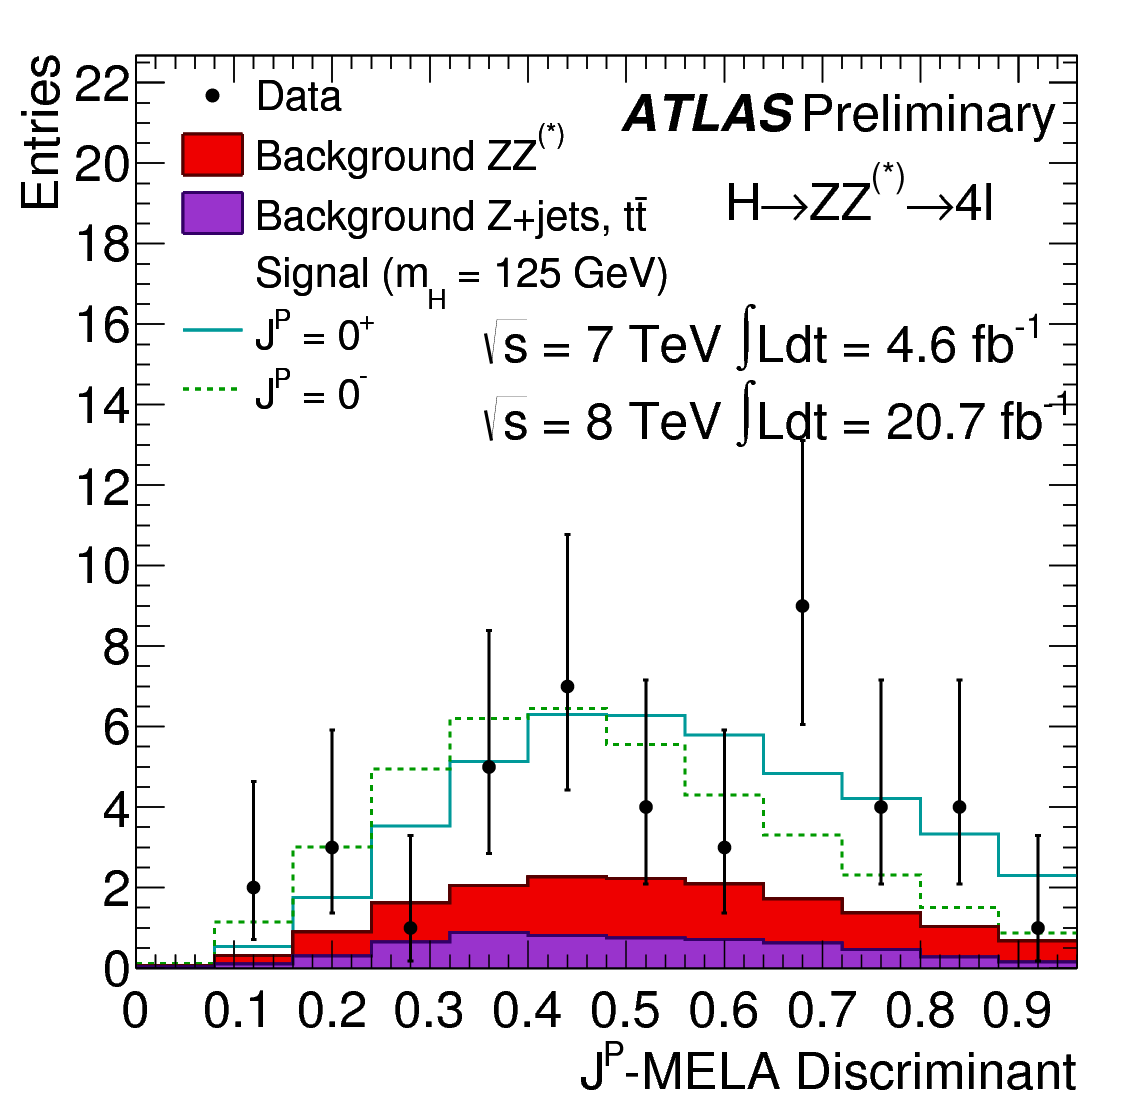 Entries
22
20
18
16
14
12
10
8
6
4
2
0
Data
Background ZZ(*)
Background Z+jets, tt̄
Signal (mH = 125 GeV)
JP = 0+
JP = 0-
ATLAS Preliminary
H→ZZ(*)→4l
√s = 7 TeV ∫Ldt = 4.6 fb-1
√s = 8 TeV ∫Ldt = 20.7 fb-1
0 0.1 0.2 0.3 0.4 0.5 0.6 0.7 0.8 0.9
JP-MELA Discriminant